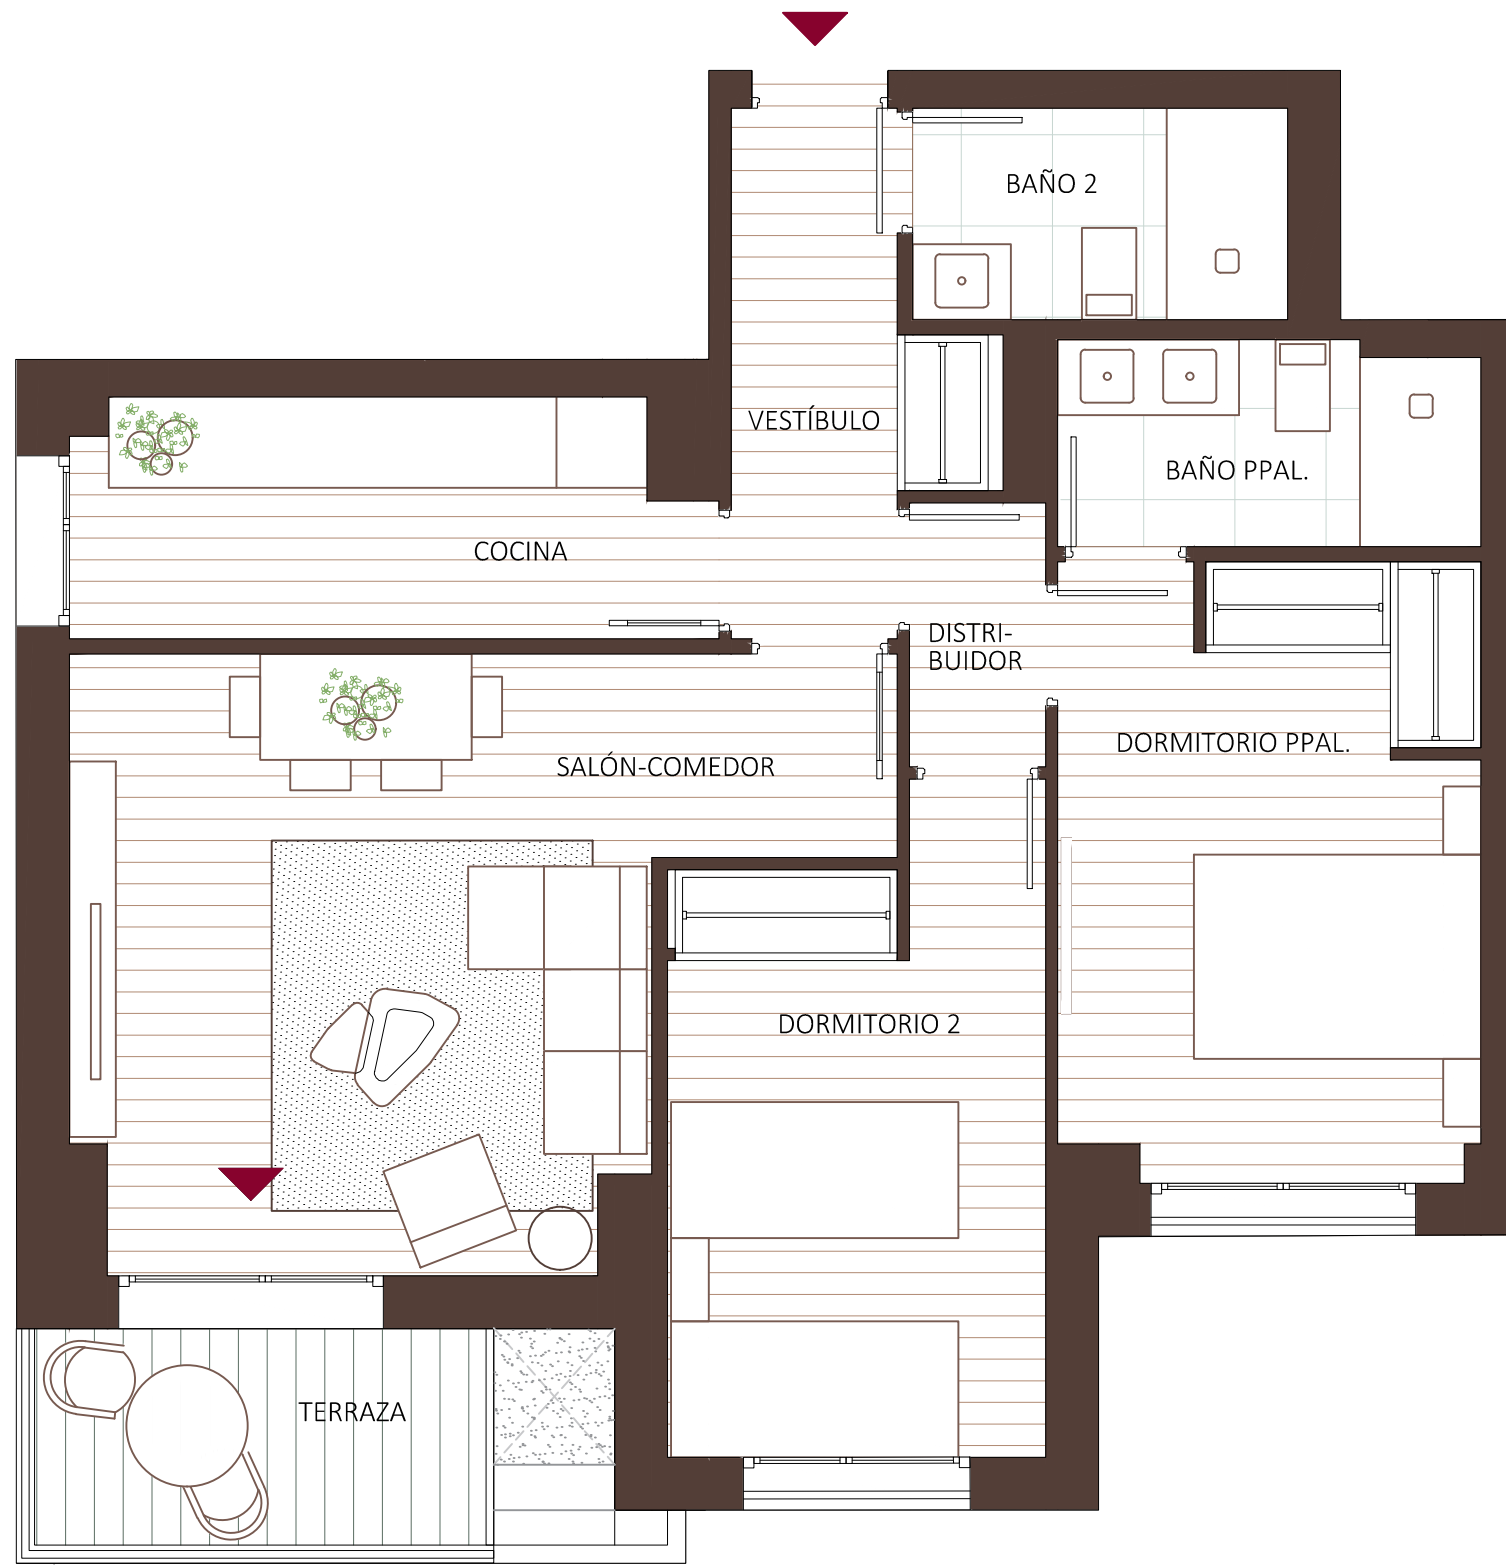 BAÑO 2
VESTÍBULO
BAÑO PPAL.
COCINA
DISTRI-
BUIDOR
DORMITORIO PPAL.
SALÓN-COMEDOR
DORMITORIO 2
TERRAZA